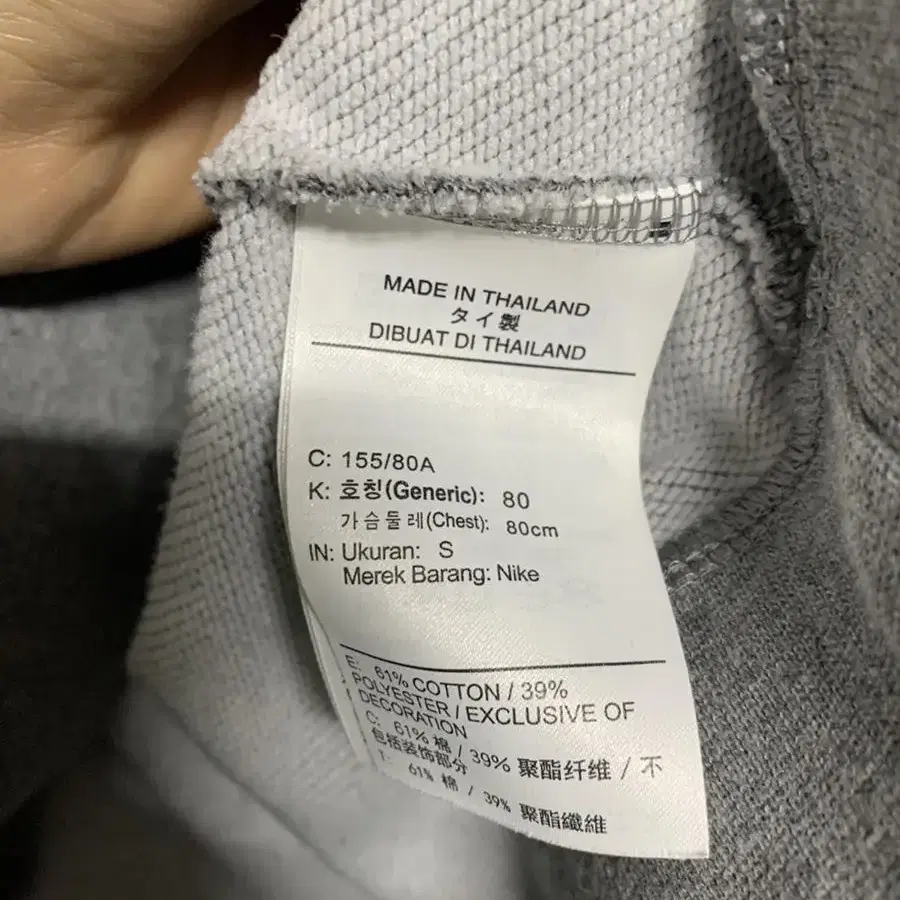 MADE IN THAILAND
タイ製
DIBUAT DI THAILAND
C: 155/80A
K: 호칭(Generic): 80
가슴둘레(Chest): 80cm
IN: Ukuran: S
Merek Barang: Nike
E: 61% COTTON / 39%
POLYESTER / EXCLUSIVE OF
DECORATION
C: 61% 棉 / 39% 聚酯纤维 / 不
包括装饰部分
T: 61% 棉 / 39% 聚酯纖維